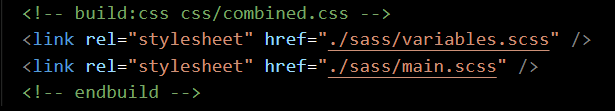 <!-- build:css css/combined.css -->
<link rel="stylesheet" href="./sass/variables.scss" />
<link rel="stylesheet" href="./sass/main.scss" />
<!-- endbuild -->